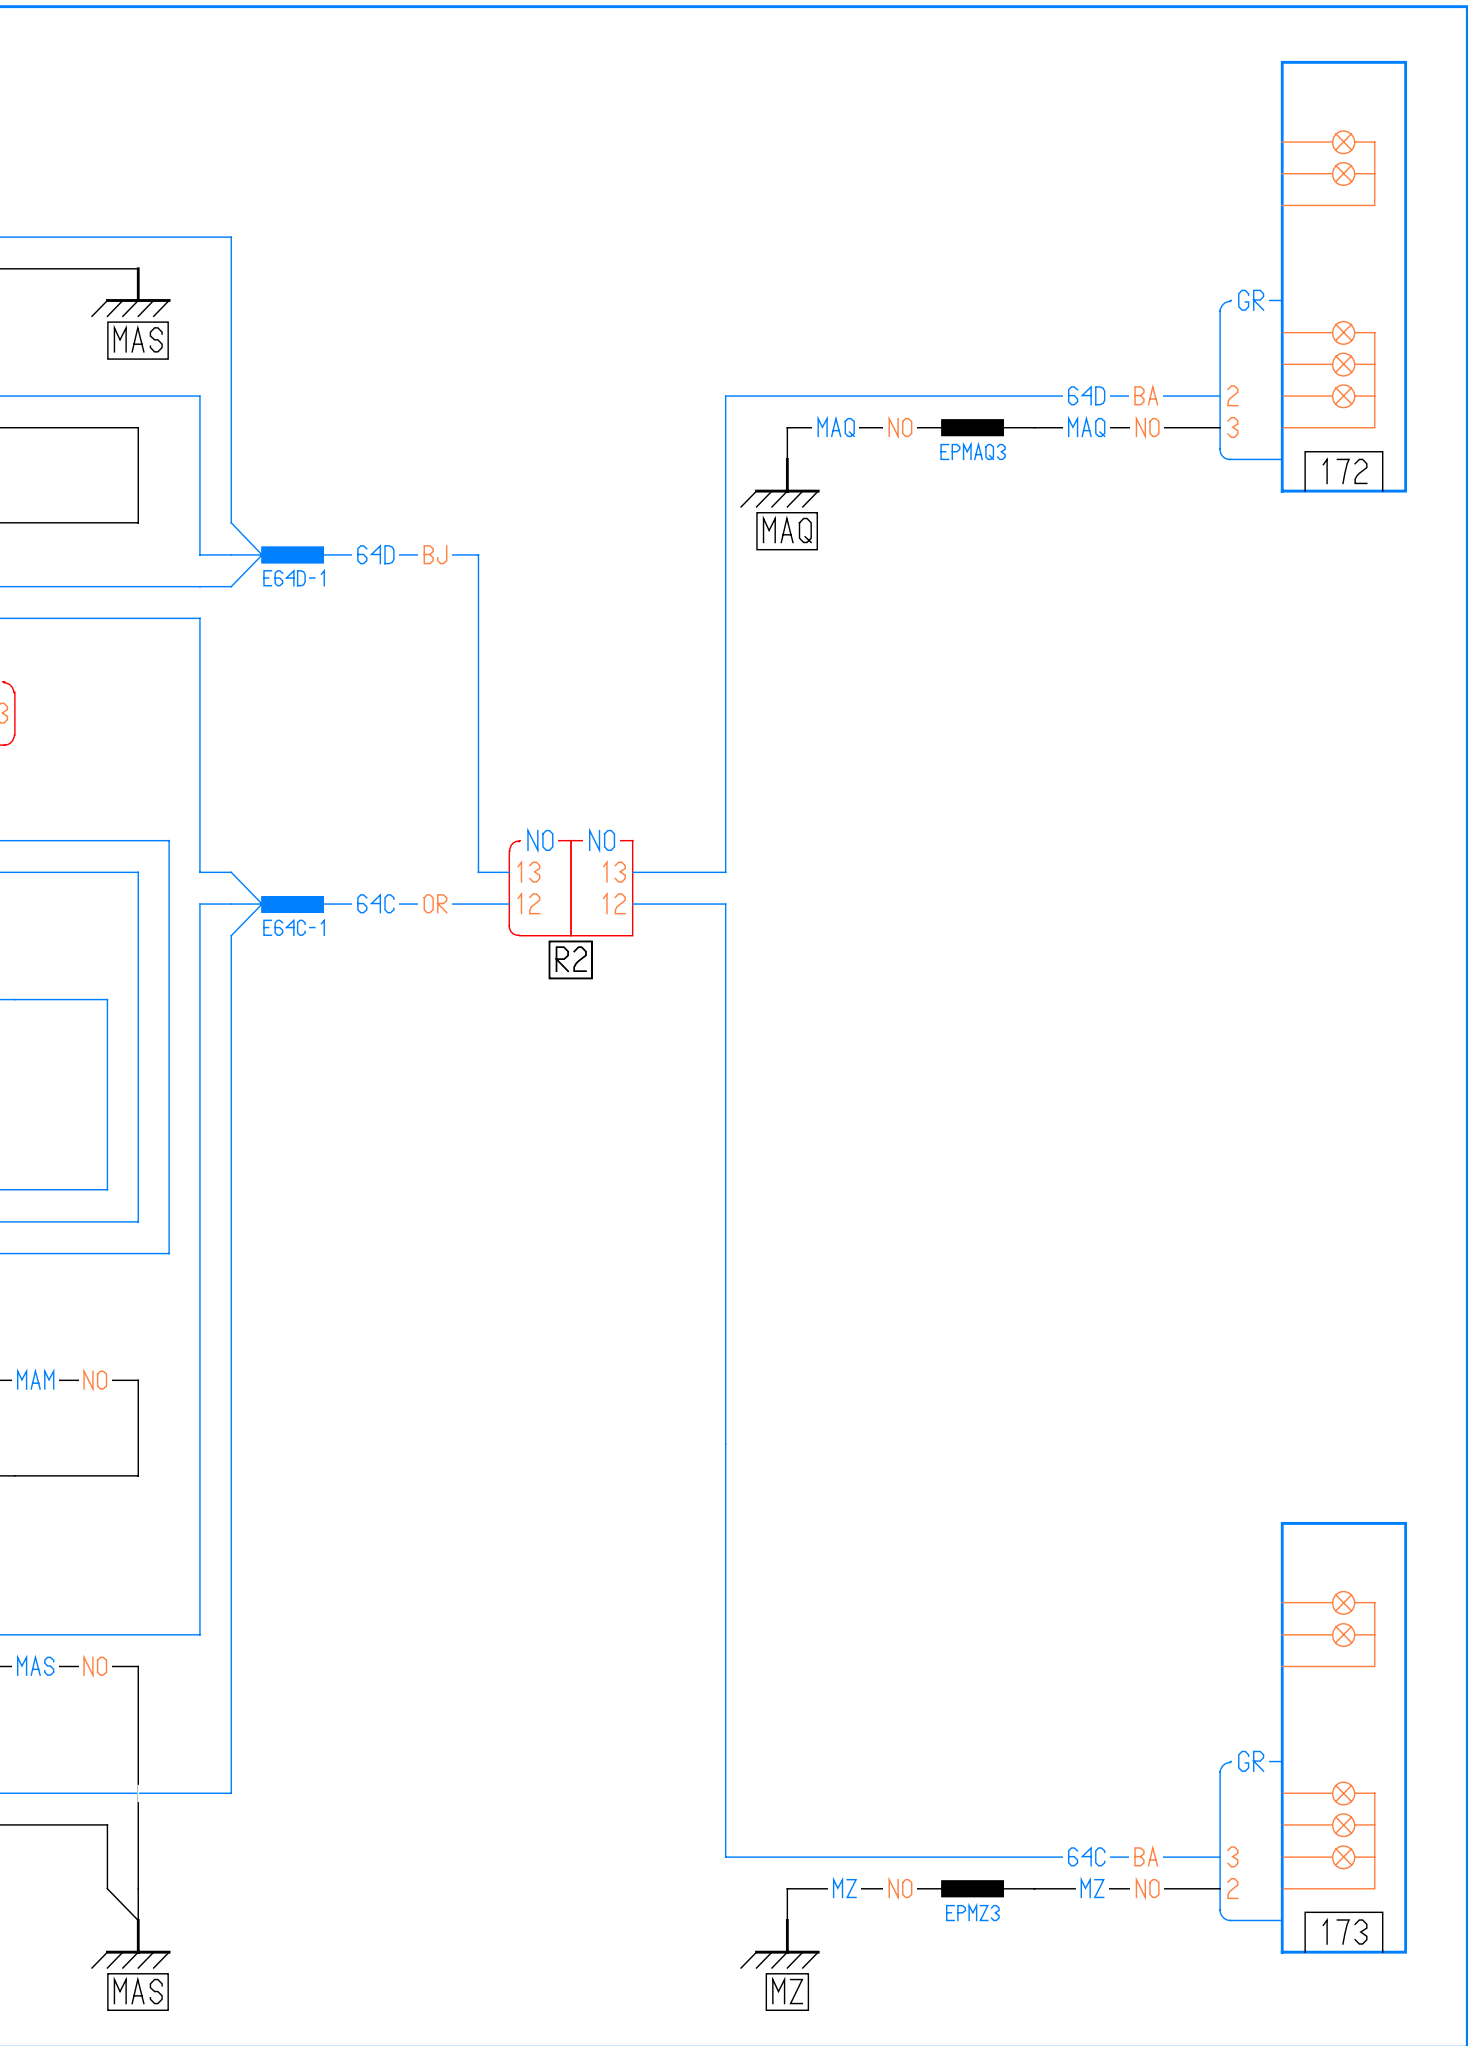 GR
MAS
64D BA 2
MAQ NO MAQ NO 3
EPMAQ3
172
MAQ
64D BJ
E64D-1
3
NO NO
13 13
64C OR 12 12
E64C-1
R2
MAM NO
MAS NO
GR
64C BA 3
MZ NO MZ NO 2
EPMZ3
173
MAS
MZ